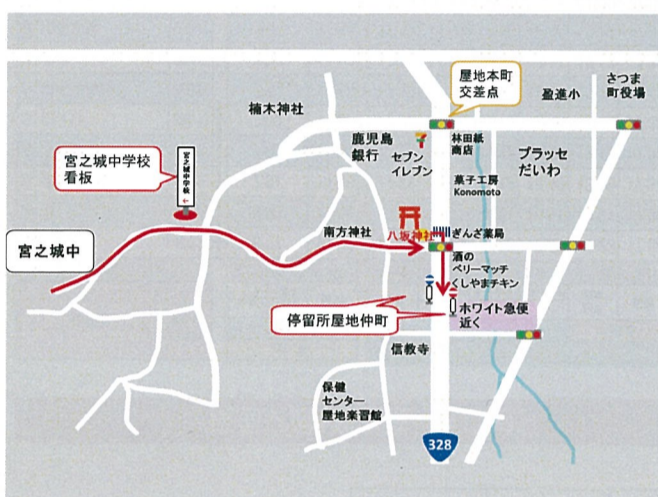 屋地本町
交差点
さつま
町役場
盈進小
楠木神社
鹿児島
銀行
セブン
イレブン
林田紙
商店
プラッセ
だいわ
宮之城中学校
看板
宮之城中学校
菓子工房
Konomoto
八坂神社
ぎんざ薬局
南方神社
宮之城中
酒の
ベリーマッチ
くしやまチキン
停留所屋地仲町
ホワイト急便
近く
信教寺
保健
センター
屋地楽習館
328